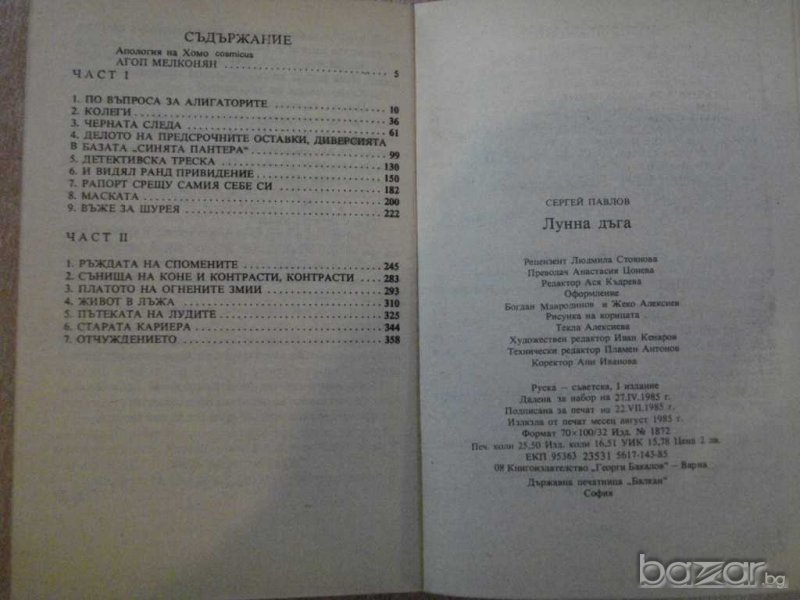 СЪДЪРЖАНИЕ
Апология на Хомо cosmicus
АГОП МЕЛКОНЯН 5
ЧАСТ I
1. ПО ВЪПРОСА ЗА АЛИГАТОРИТЕ 10
2. КОЛЕГИ 36
3. ЧЕРНАТА СЛЕДА 61
4. ДЕЛОТО НА ПРЕДСРОЧНИТЕ ОСТАВКИ, ДИВЕРСИЯТА
В БАЗАТА „СИНЯТА ПАНТЕРА“ 99
5. ДЕТЕКТИВСКА ТРЕСКА 130
6. И ВИДЯЛ РАНД ПРИВИДЕНИЕ 150
7. РАПОРТ СРЕЩУ САМИЯ СЕБЕ СИ 182
8. МАСКАТА 200
9. ВЪЖЕ ЗА ШУРЕЯ 222
ЧАСТ II
1. РЪЖДАТА НА СПОМЕНИТЕ 245
2. СЪНИЩА НА КОНЕ И КОНТРАСТИ, КОНТРАСТИ 283
3. ПЛАТОТО НА ОГНЕНИТЕ ЗМИИ 293
4. ЖИВОТ В ЛЪЖА 310
5. ПЪТЕКАТА НА ЛУДИТЕ 325
6. СТАРАТА КАРИЕРА 344
7. ОТЧУЖДЕНИЕТО 358
СЕРГЕЙ ПАВЛОВ
Лунна дъга
Рецензент Людмила Стоянова
Преводач Анастасия Цонева
Редактор Ася Къдрева
Оформление
Богдан Мавродинов и Жеко Алексиев
Рисунка на корицата
Текла Алексиева
Художествен редактор Иван Кенаров
Технически редактор Пламен Антонов
Коректор Ани Иванова
Руска – съветска, I издание
Дадена за набор на 27.IV.1985 г.
Подписана за печат на 22.VII.1985 г.
Излязла от печат месец август 1985 г.
Формат 70×100/32 Изд. № 1872
Печ. коли 25,50 Изд. коли 16,51 УИК 15,78 Цена 2 лв.
ЕКП 95363 23531 5617-143-85
08 Книгоиздателство „Георги Бакалов“ – Варна
Държавна печатница „Балкан“
София
bazar.bg